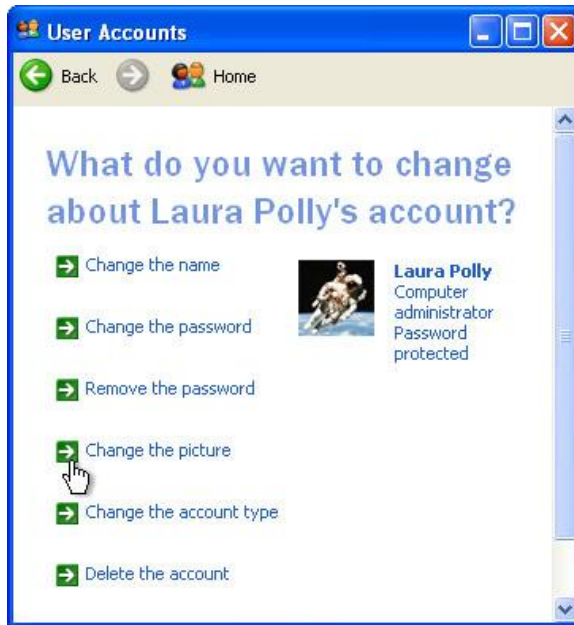 User Accounts
Back Home
What do you want to change
about Laura Polly's account?
Change the name
Change the password
Remove the password
Change the picture
Change the account type
Delete the account
Laura Polly
Computer
administrator
Password
protected